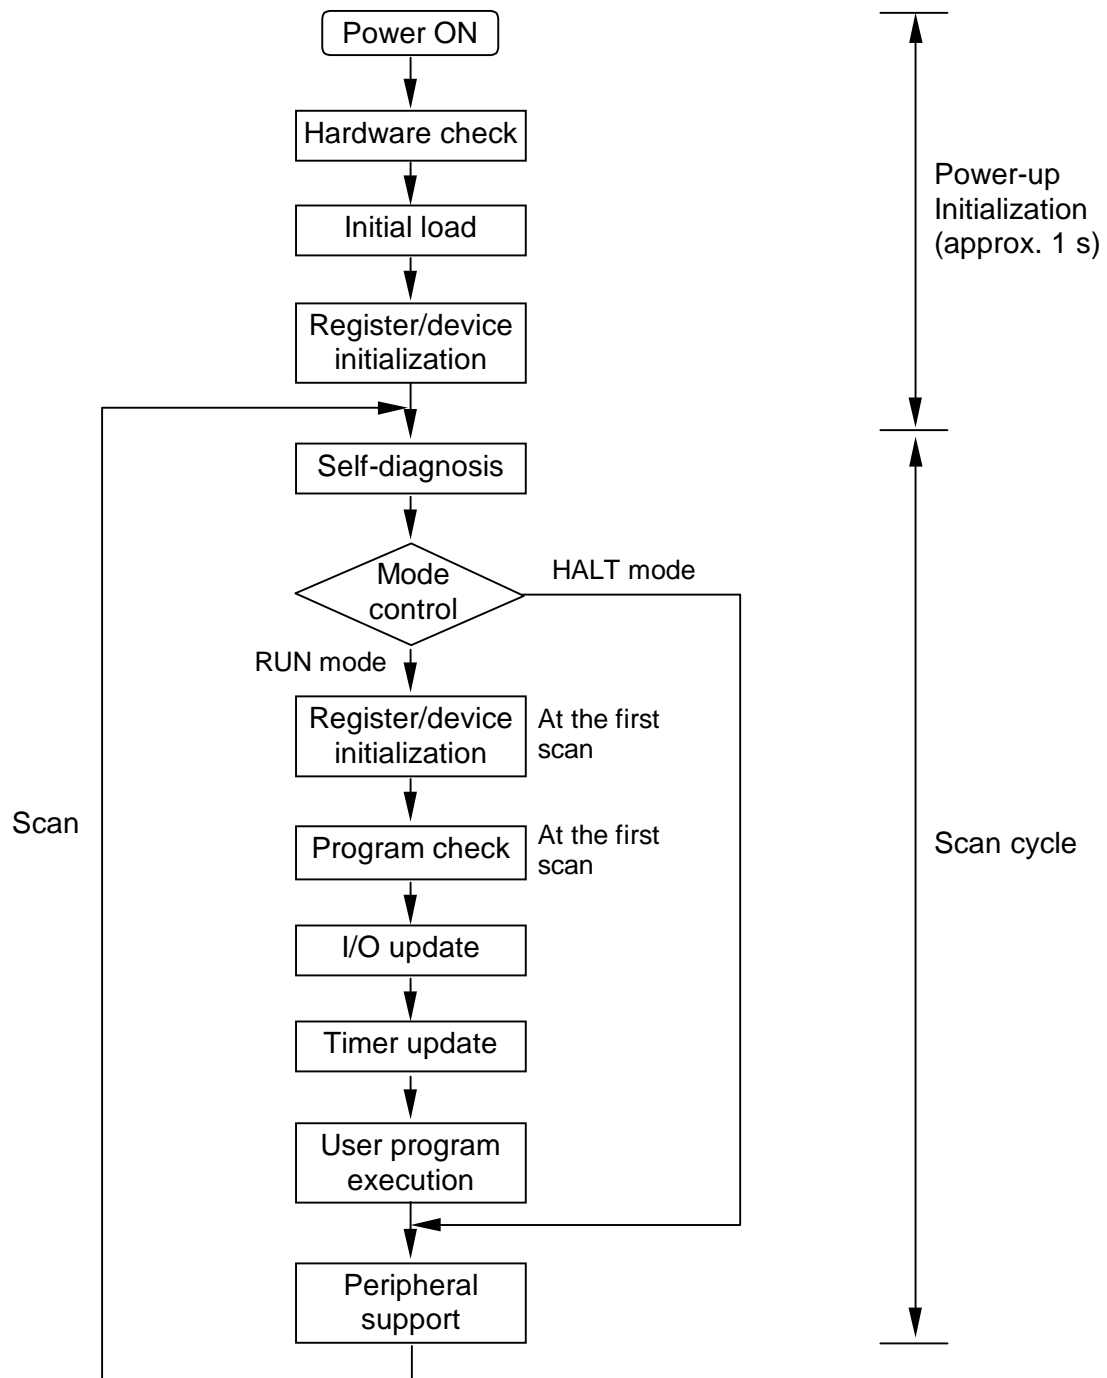 Power ON
Hardware check
Power-up
Initialization
(approx. 1 s)
Initial load
Register/device
initialization
Self-diagnosis
Mode
control
HALT mode
RUN mode
Register/device
initialization
At the first
scan
Scan
Program check
At the first
scan
Scan cycle
I/O update
Timer update
User program
execution
Peripheral
support